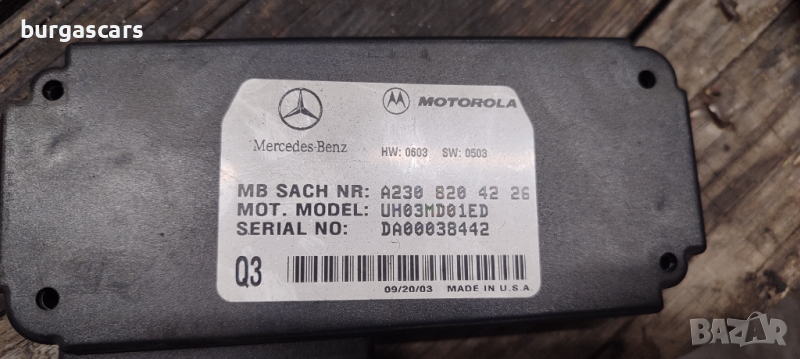 burgascars
MOTOROLA
Mercedes-Benz
HW: 0603 SW: 0503
MB SACH NR: A230 820 42 26
MOT. MODEL: UH03MD01ED
SERIAL NO: DA00038442
Q3
09/20/03 MADE IN U.S.A.
BAZAR